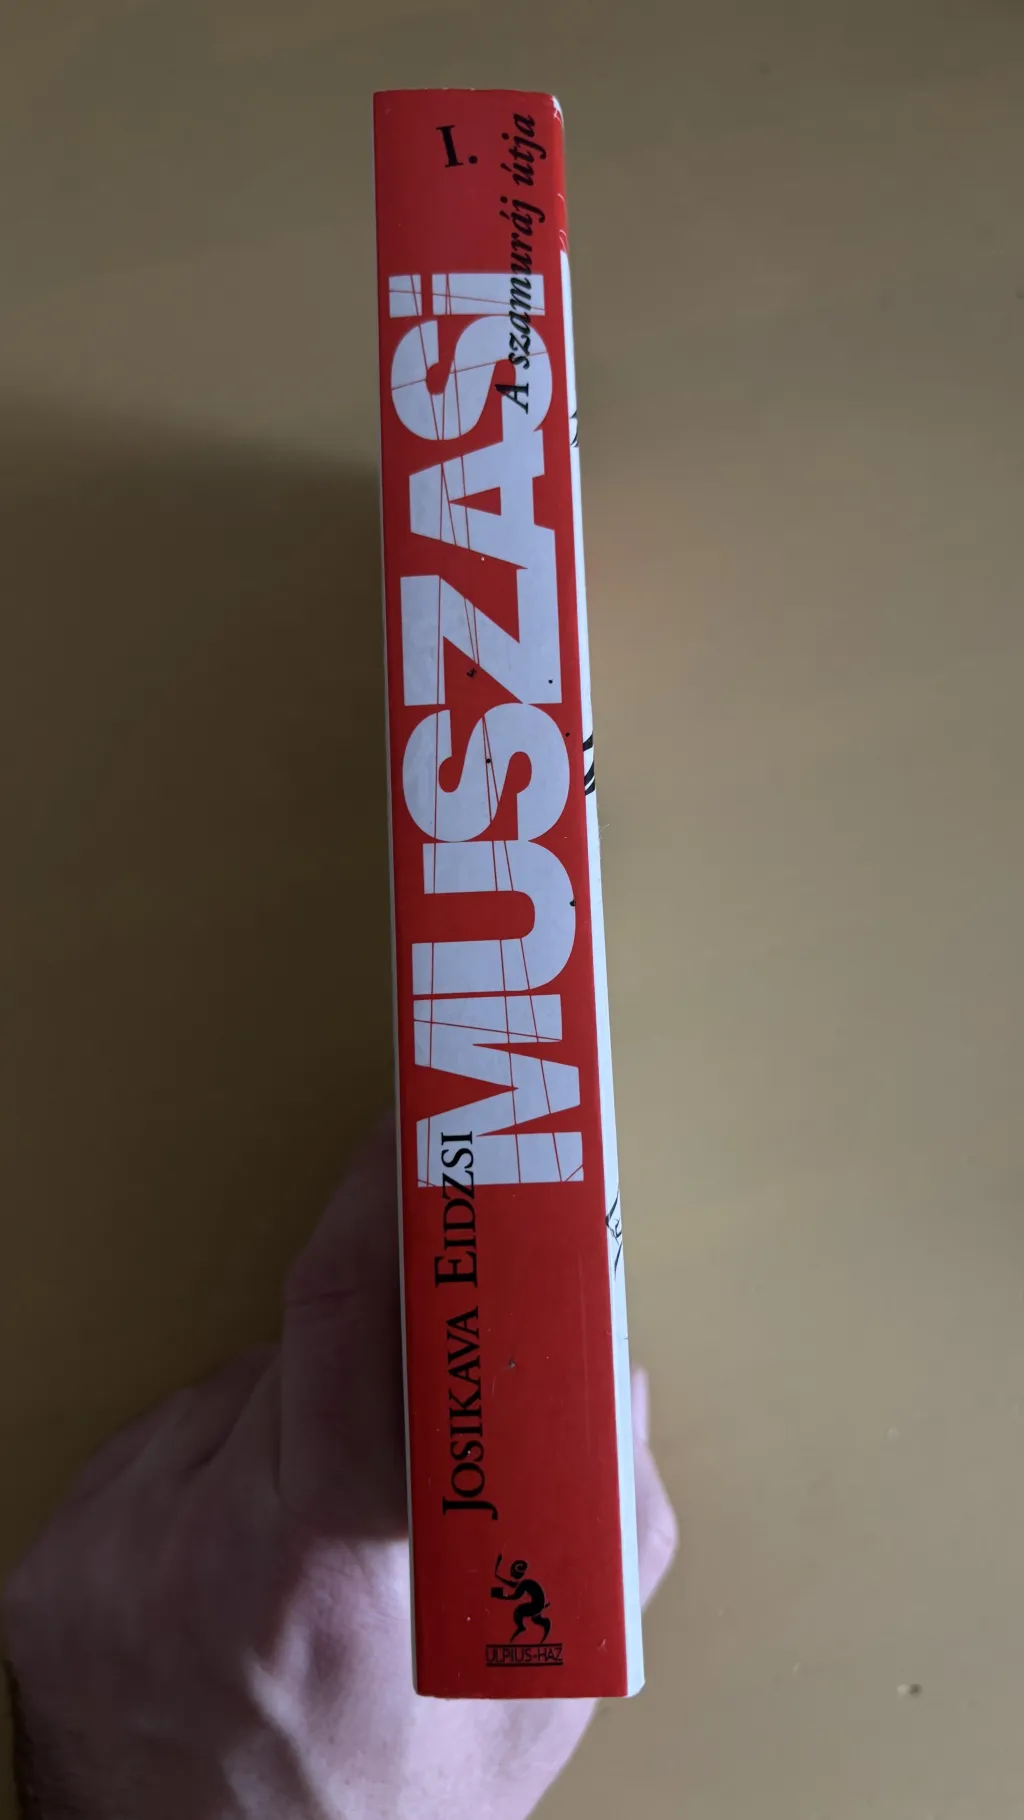 I.
A szamuráj útja
MUSZASi
JOSIKAVA EIDZSI
ULPIUS-HÁZ